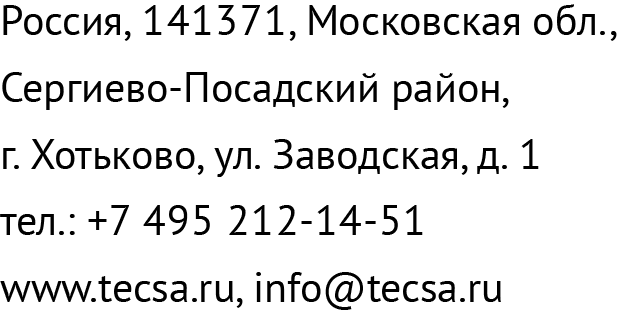 Россия, 141371, Московская обл.,
Сергиево-Посадский район,
г. Хотьково, ул. Заводская, д. 1
тел.: +7 495 212-14-51
www.tecsa.ru, info@tecsa.ru